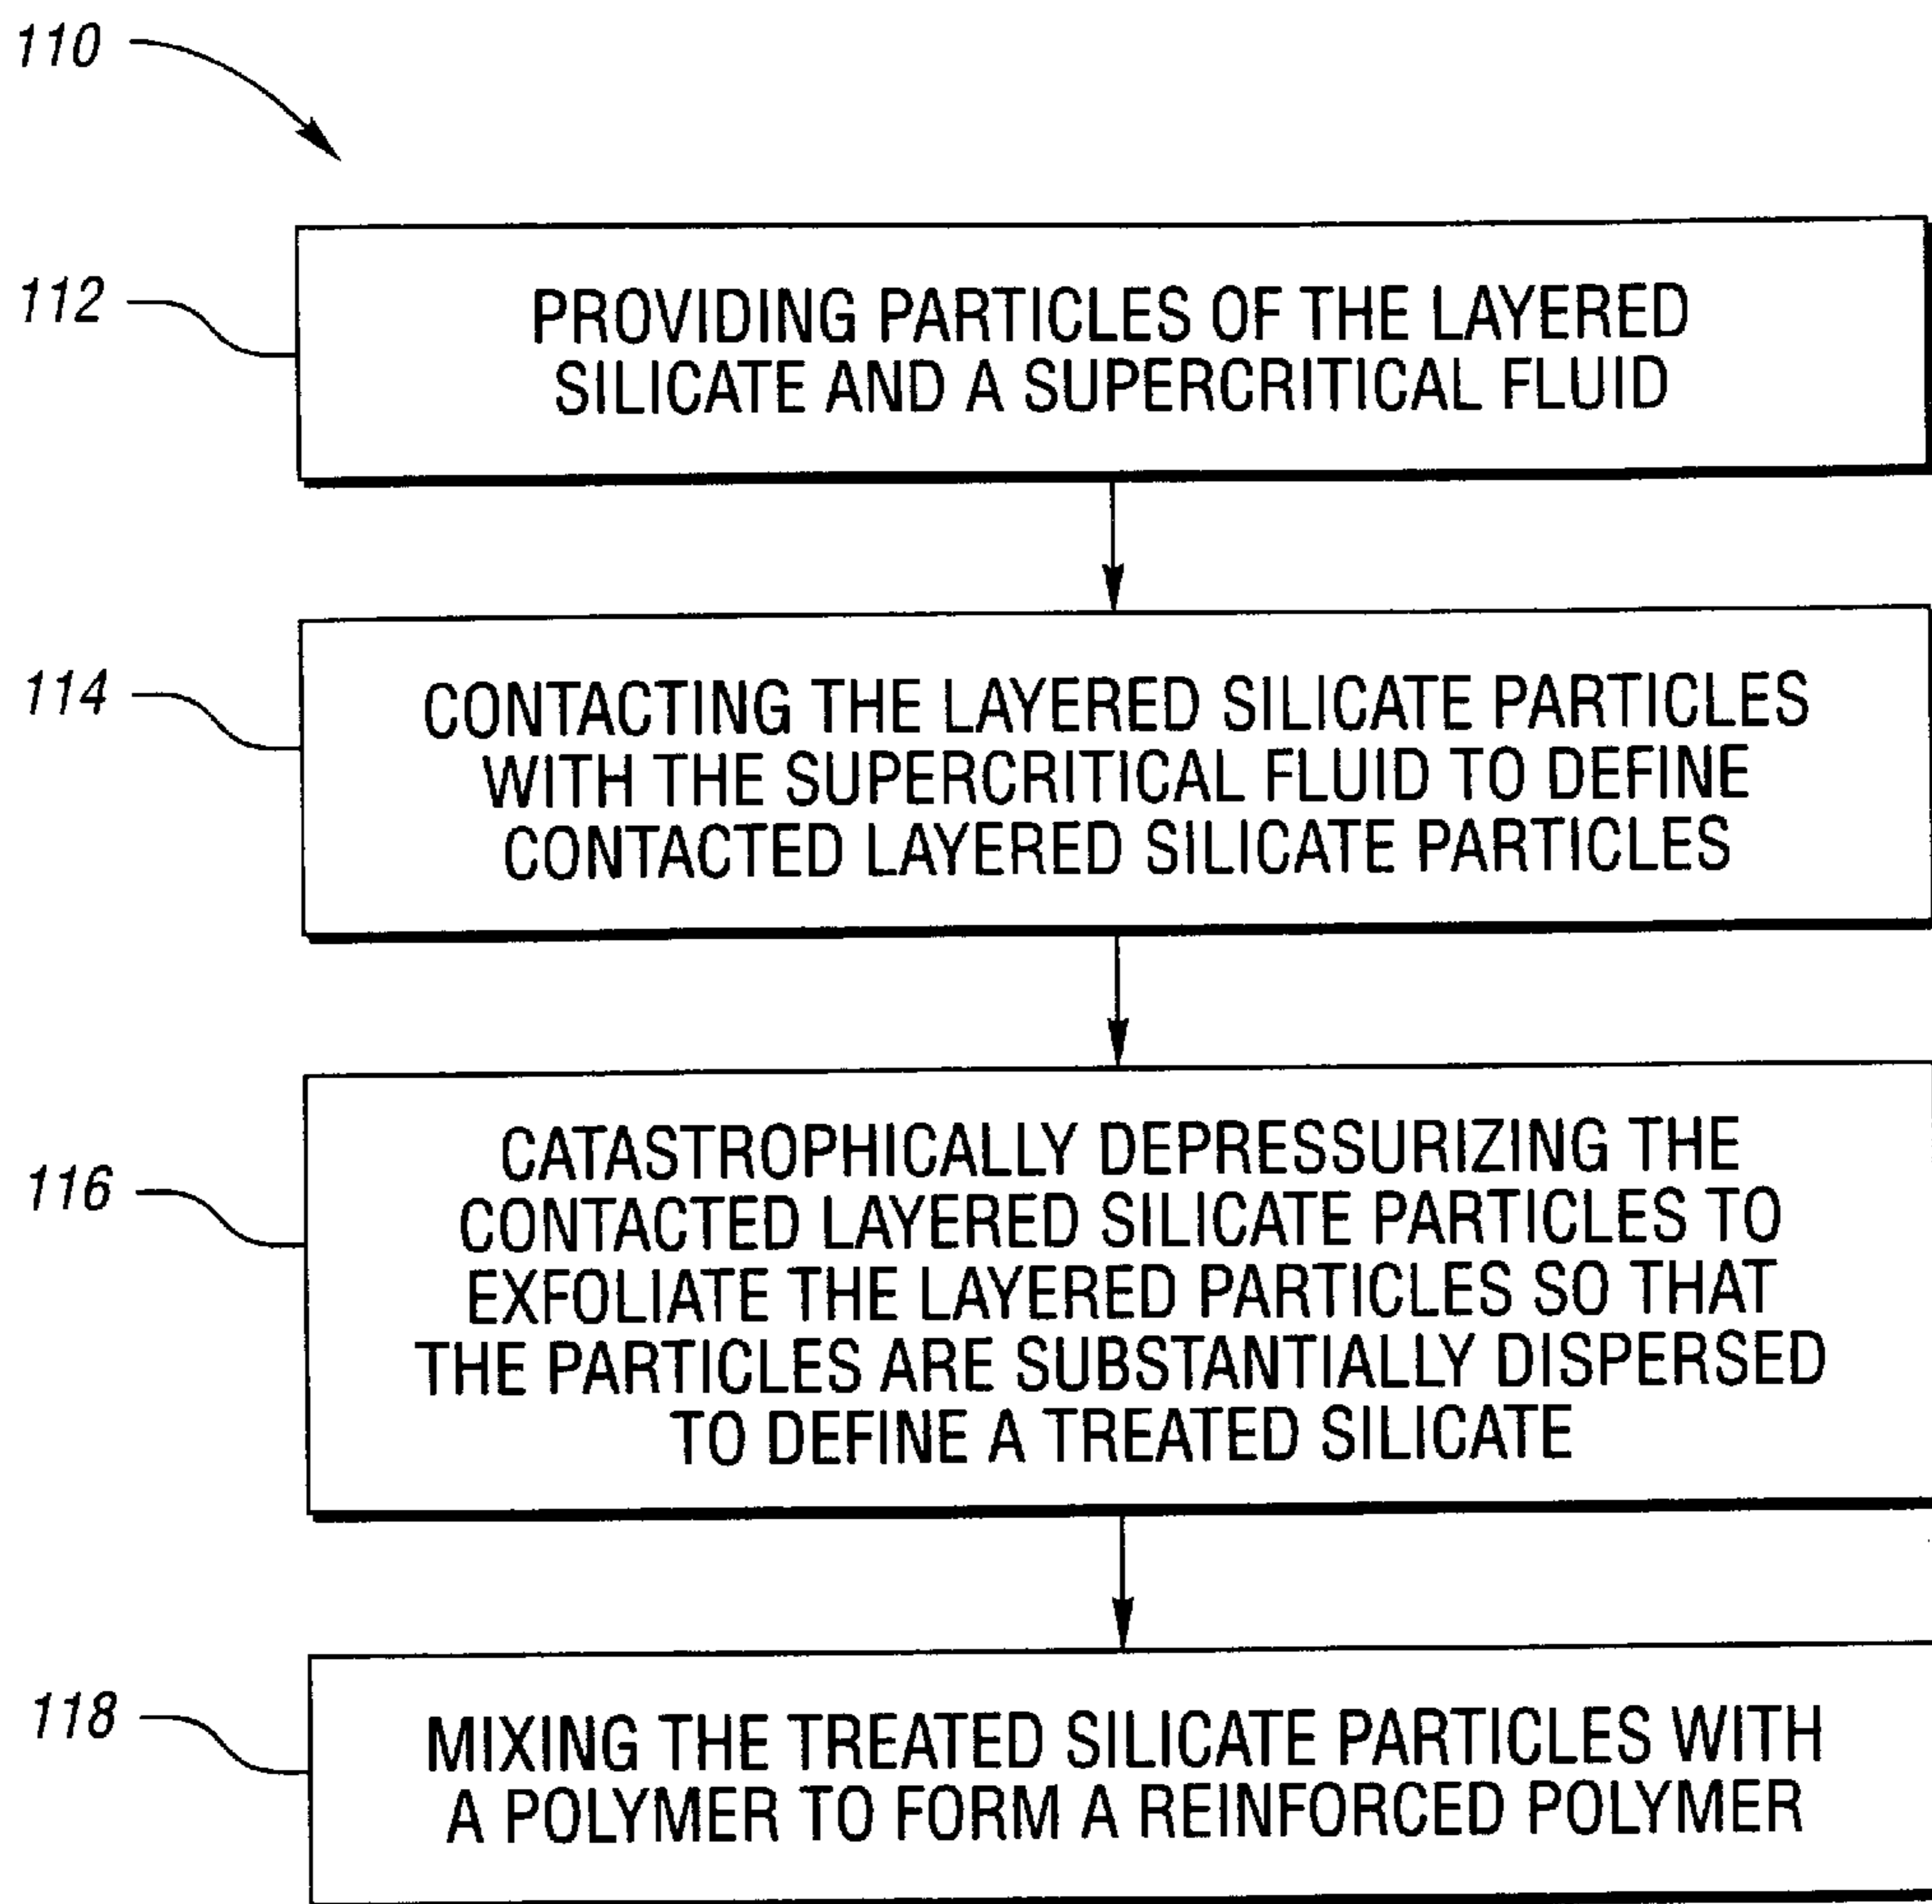 110
112
PROVIDING PARTICLES OF THE LAYERED
SILICATE AND A SUPERCRITICAL FLUID
114
CONTACTING THE LAYERED SILICATE PARTICLES
WITH THE SUPERCRITICAL FLUID TO DEFINE
CONTACTED LAYERED SILICATE PARTICLES
116
CATASTROPHICALLY DEPRESSURIZING THE
CONTACTED LAYERED SILICATE PARTICLES TO
EXFOLIATE THE LAYERED PARTICLES SO THAT
THE PARTICLES ARE SUBSTANTIALLY DISPERSED
TO DEFINE A TREATED SILICATE
118
MIXING THE TREATED SILICATE PARTICLES WITH
A POLYMER TO FORM A REINFORCED POLYMER